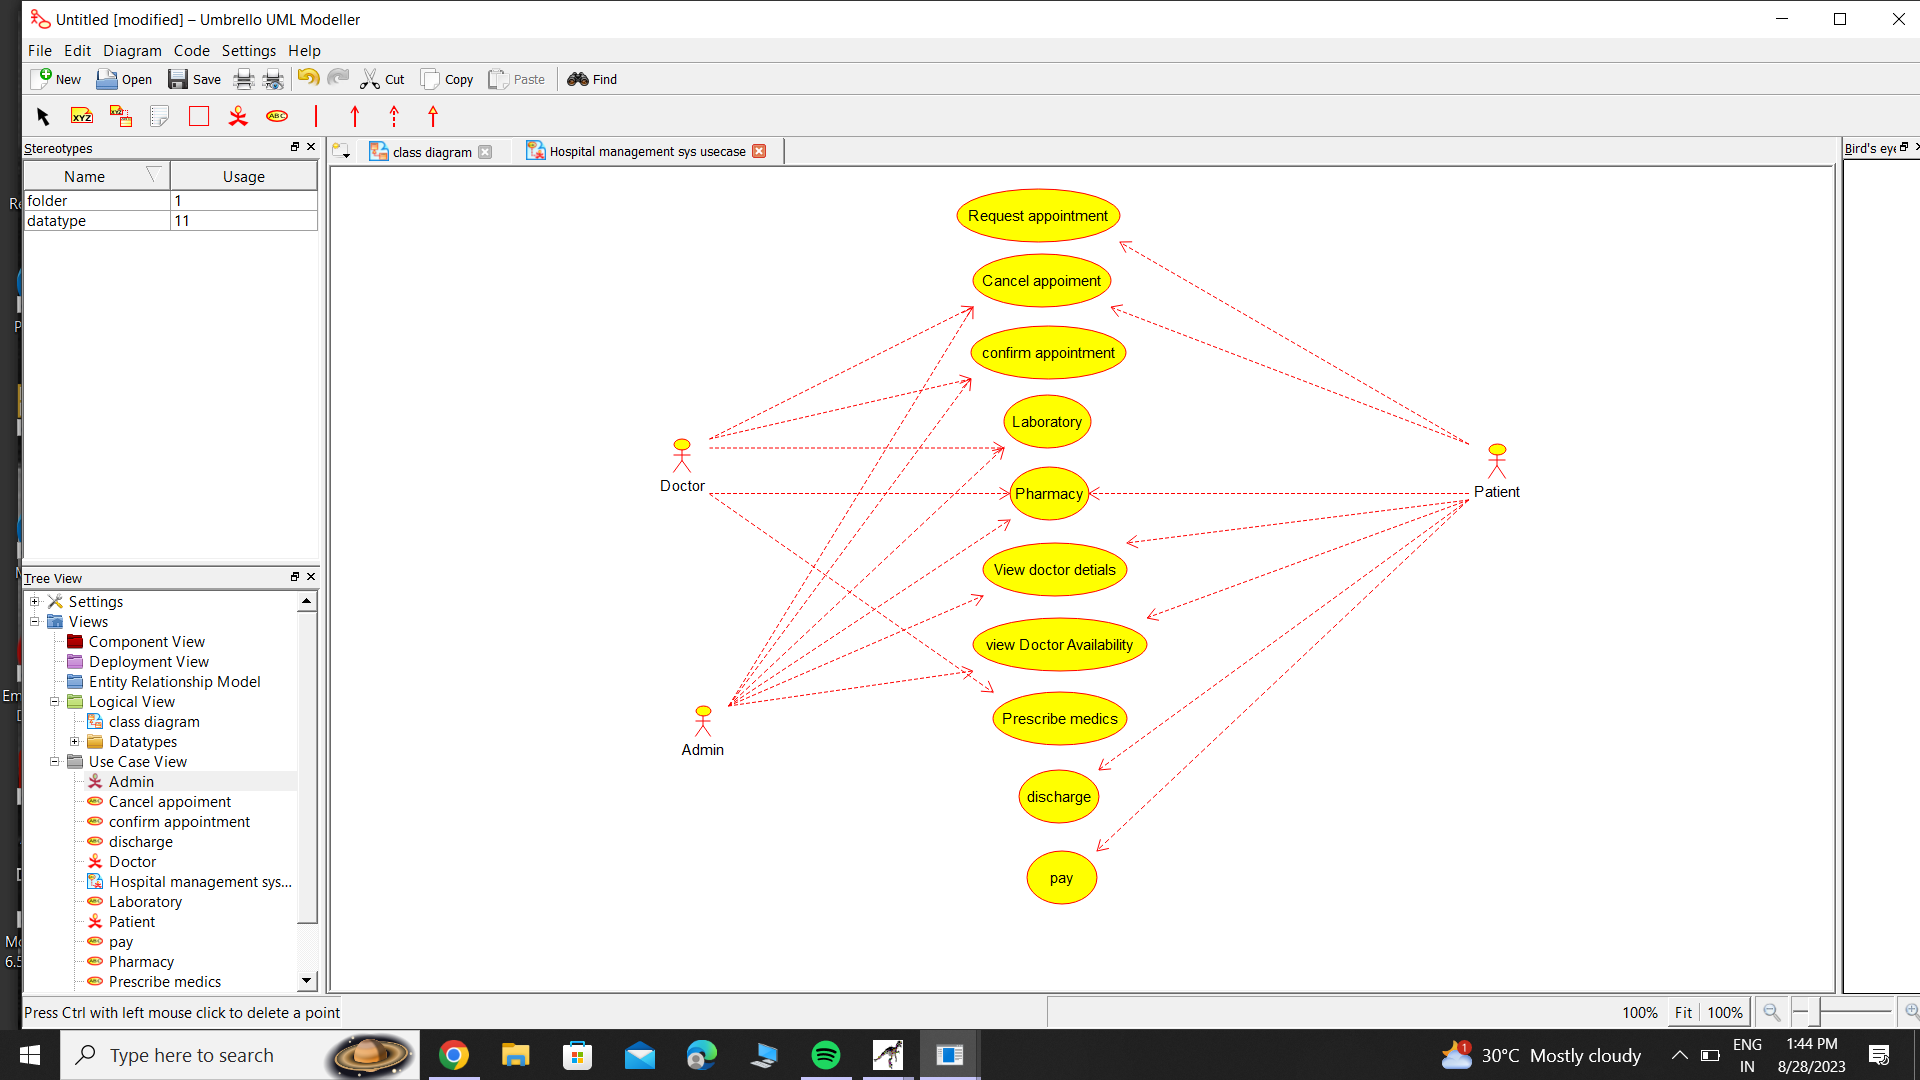 Untitled [modified] – Umbrello UML Modeller
File Edit Diagram Code Settings Help
New Open Save Cut Copy Paste Find
XYZ XYZ ABC
Stereotypes
class diagram Hospital management sys usecase
Bird's eye
Name Usage
folder 1
datatype 11
Request appointment
Cancel appoiment
confirm appointment
Laboratory
Doctor
Pharmacy
Patient
View doctor detials
view Doctor Availability
Prescribe medics
Admin
discharge
pay
Tree View
Settings
Views
Component View
Deployment View
Entity Relationship Model
Logical View
class diagram
Datatypes
Use Case View
Admin
Cancel appoiment
confirm appointment
discharge
Doctor
Hospital management sys...
Laboratory
Patient
pay
Pharmacy
Prescribe medics
Press Ctrl with left mouse click to delete a point
100% Fit 100%
Type here to search
1
30°C Mostly cloudy
ENG
IN
1:44 PM
8/28/2023